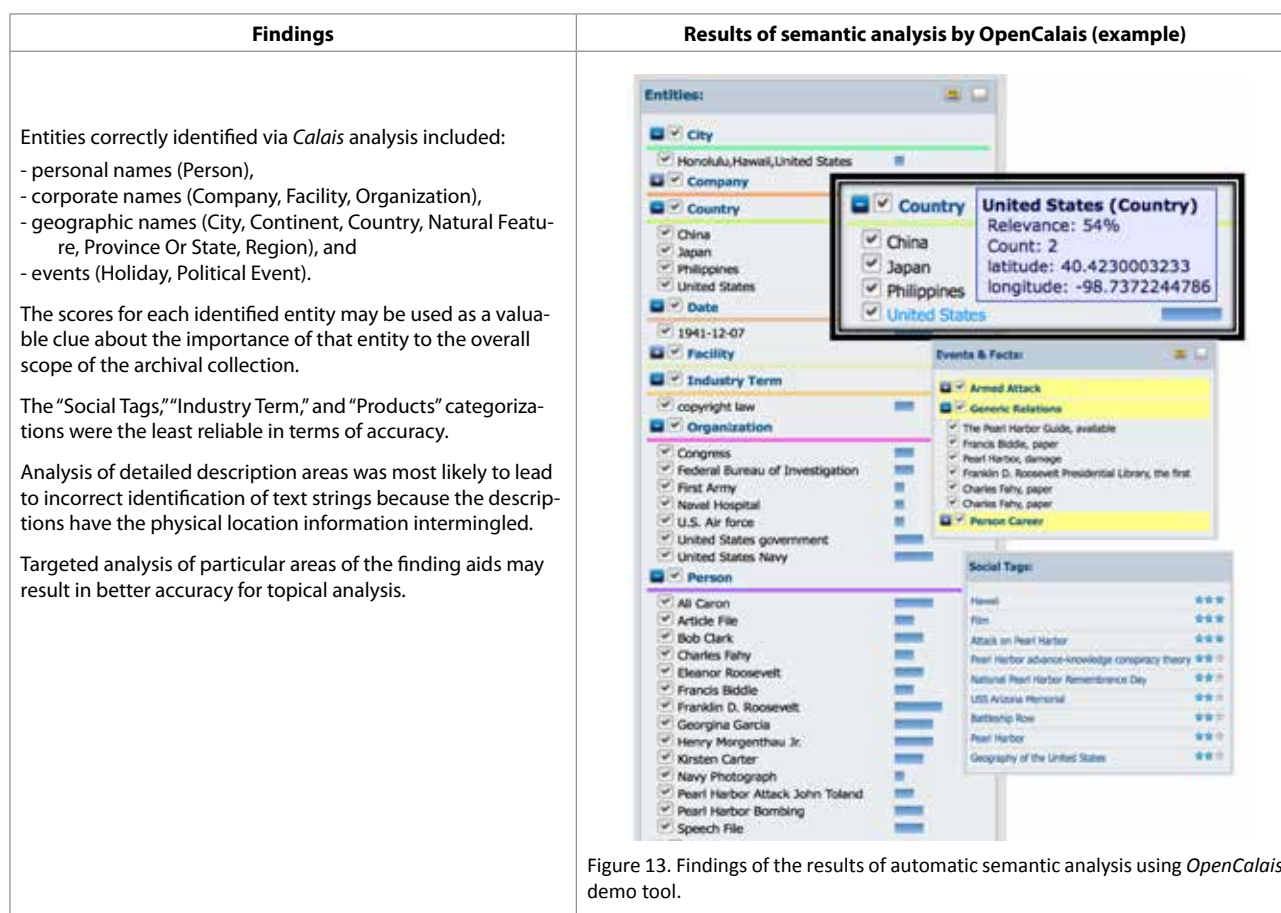 Findings
Results of semantic analysis by OpenCalais (example)
Entities correctly identified via Calais analysis included:
- personal names (Person),
- corporate names (Company, Facility, Organization),
- geographic names (City, Continent, Country, Natural Featu-
re, Province Or State, Region), and
- events (Holiday, Political Event).
The scores for each identified entity may be used as a valua-
ble clue about the importance of that entity to the overall
scope of the archival collection.
The “Social Tags,” “Industry Term,” and “Products” categoriza-
tions were the least reliable in terms of accuracy.
Analysis of detailed description areas was most likely to lead
to incorrect identification of text strings because the descrip-
tions have the physical location information intermingled.
Targeted analysis of particular areas of the finding aids may
result in better accuracy for topical analysis.
Entities:
City
Honolulu,Hawaii,United States
Company
Country
China
Japan
Philippines
United States
Date
1941-12-07
Facility
Industry Term
copyright law
Organization
Congress
Federal Bureau of Investigation
First Army
Naval Hospital
U.S. Air force
United States government
United States Navy
Person
Ali Caron
Article File
Bob Clark
Charles Fahy
Eleanor Roosevelt
Francis Biddle
Franklin D. Roosevelt
Georgina Garcia
Henry Morgenthau Jr.
Kirsten Carter
Navy Photograph
Pearl Harbor Attack John Toland
Pearl Harbor Bombing
Speech File
Country
China
Japan
Philippines
United States
United States (Country)
Relevance: 54%
Count: 2
latitude: 40.4230003233
longitude: -98.7372244786
Events & Facts:
Armed Attack
Generic Relations
The Pearl Harbor Guide, available
Francis Biddle, paper
Pearl Harbor, damage
Franklin D. Roosevelt Presidential Library, the first
Charles Fahy, paper
Charles Fahy, paper
Person Career
Social Tags:
Hawaii
Film
Attack on Pearl Harbor
Pearl Harbor advance-knowledge conspiracy theory
National Pearl Harbor Remembrance Day
USS Arizona Memorial
Battleship Row
Pearl Harbor
Geography of the United States
Figure 13. Findings of the results of automatic semantic analysis using OpenCalais
demo tool.